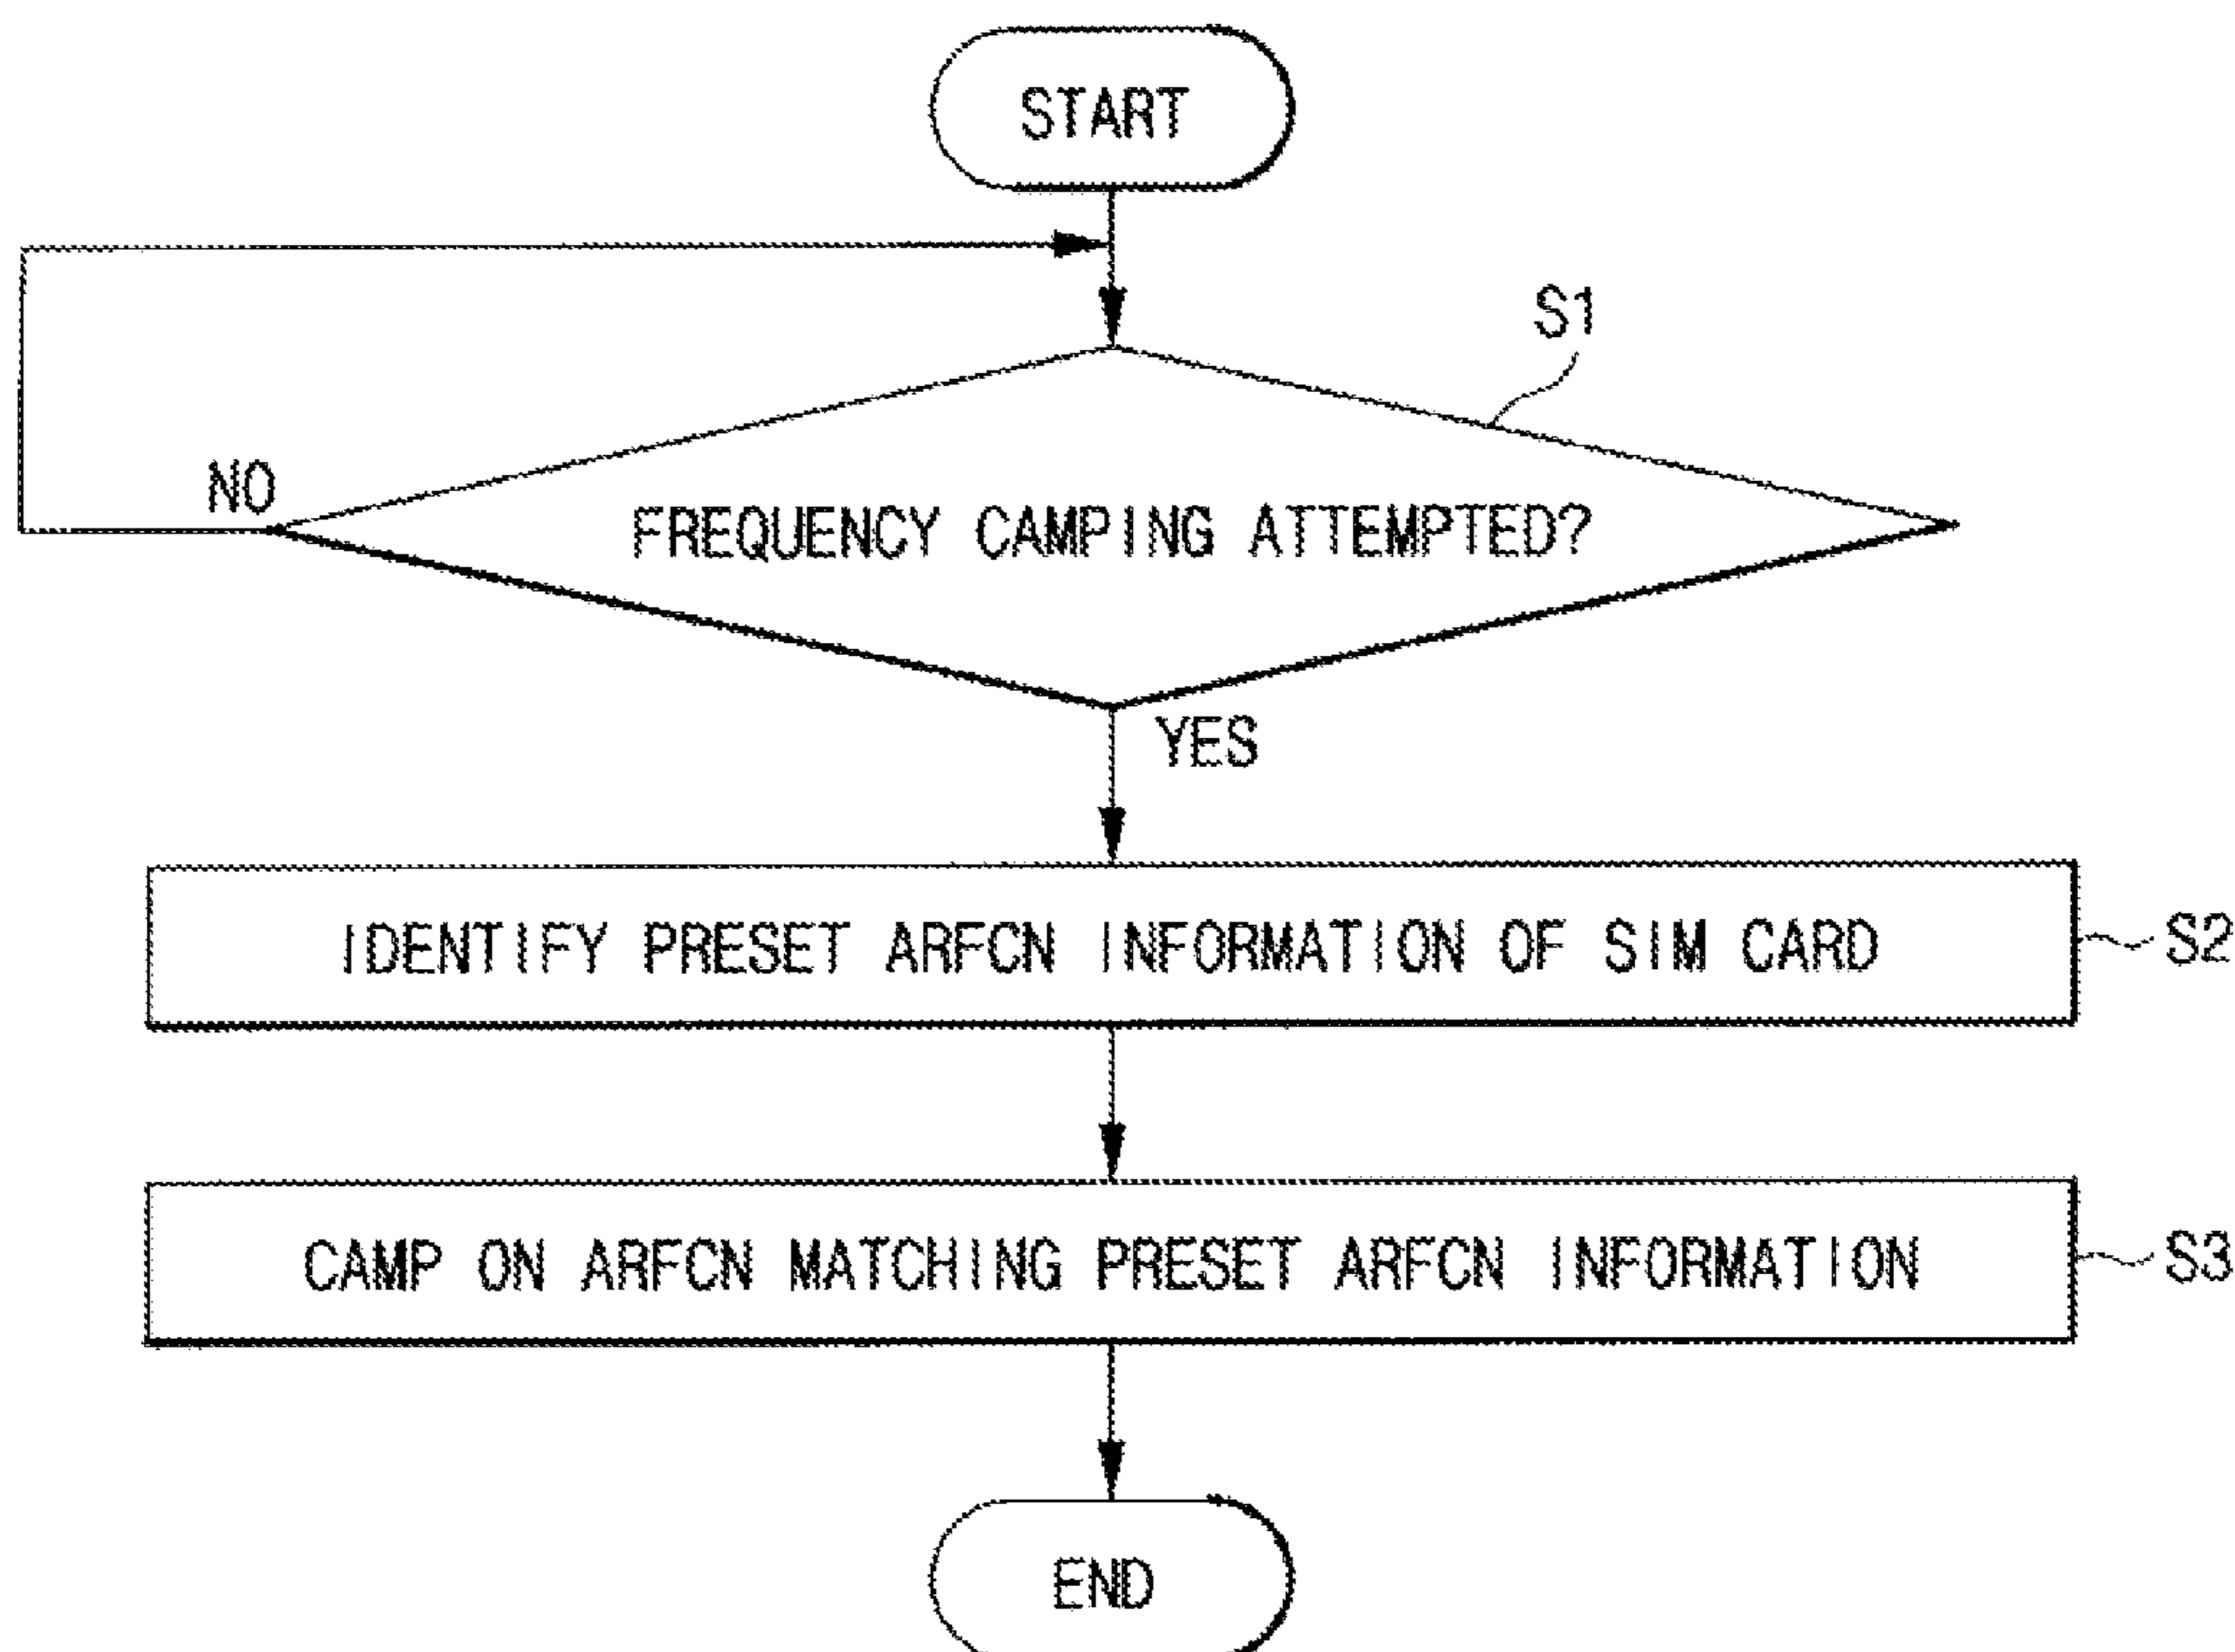 START
S1
NO
FREQUENCY CAMPING ATTEMPTED?
YES
IDENTIFY PRESET ARFCN INFORMATION OF SIM CARD
S2
CAMP ON ARFCN MATCHING PRESET ARFCN INFORMATION
S3
END